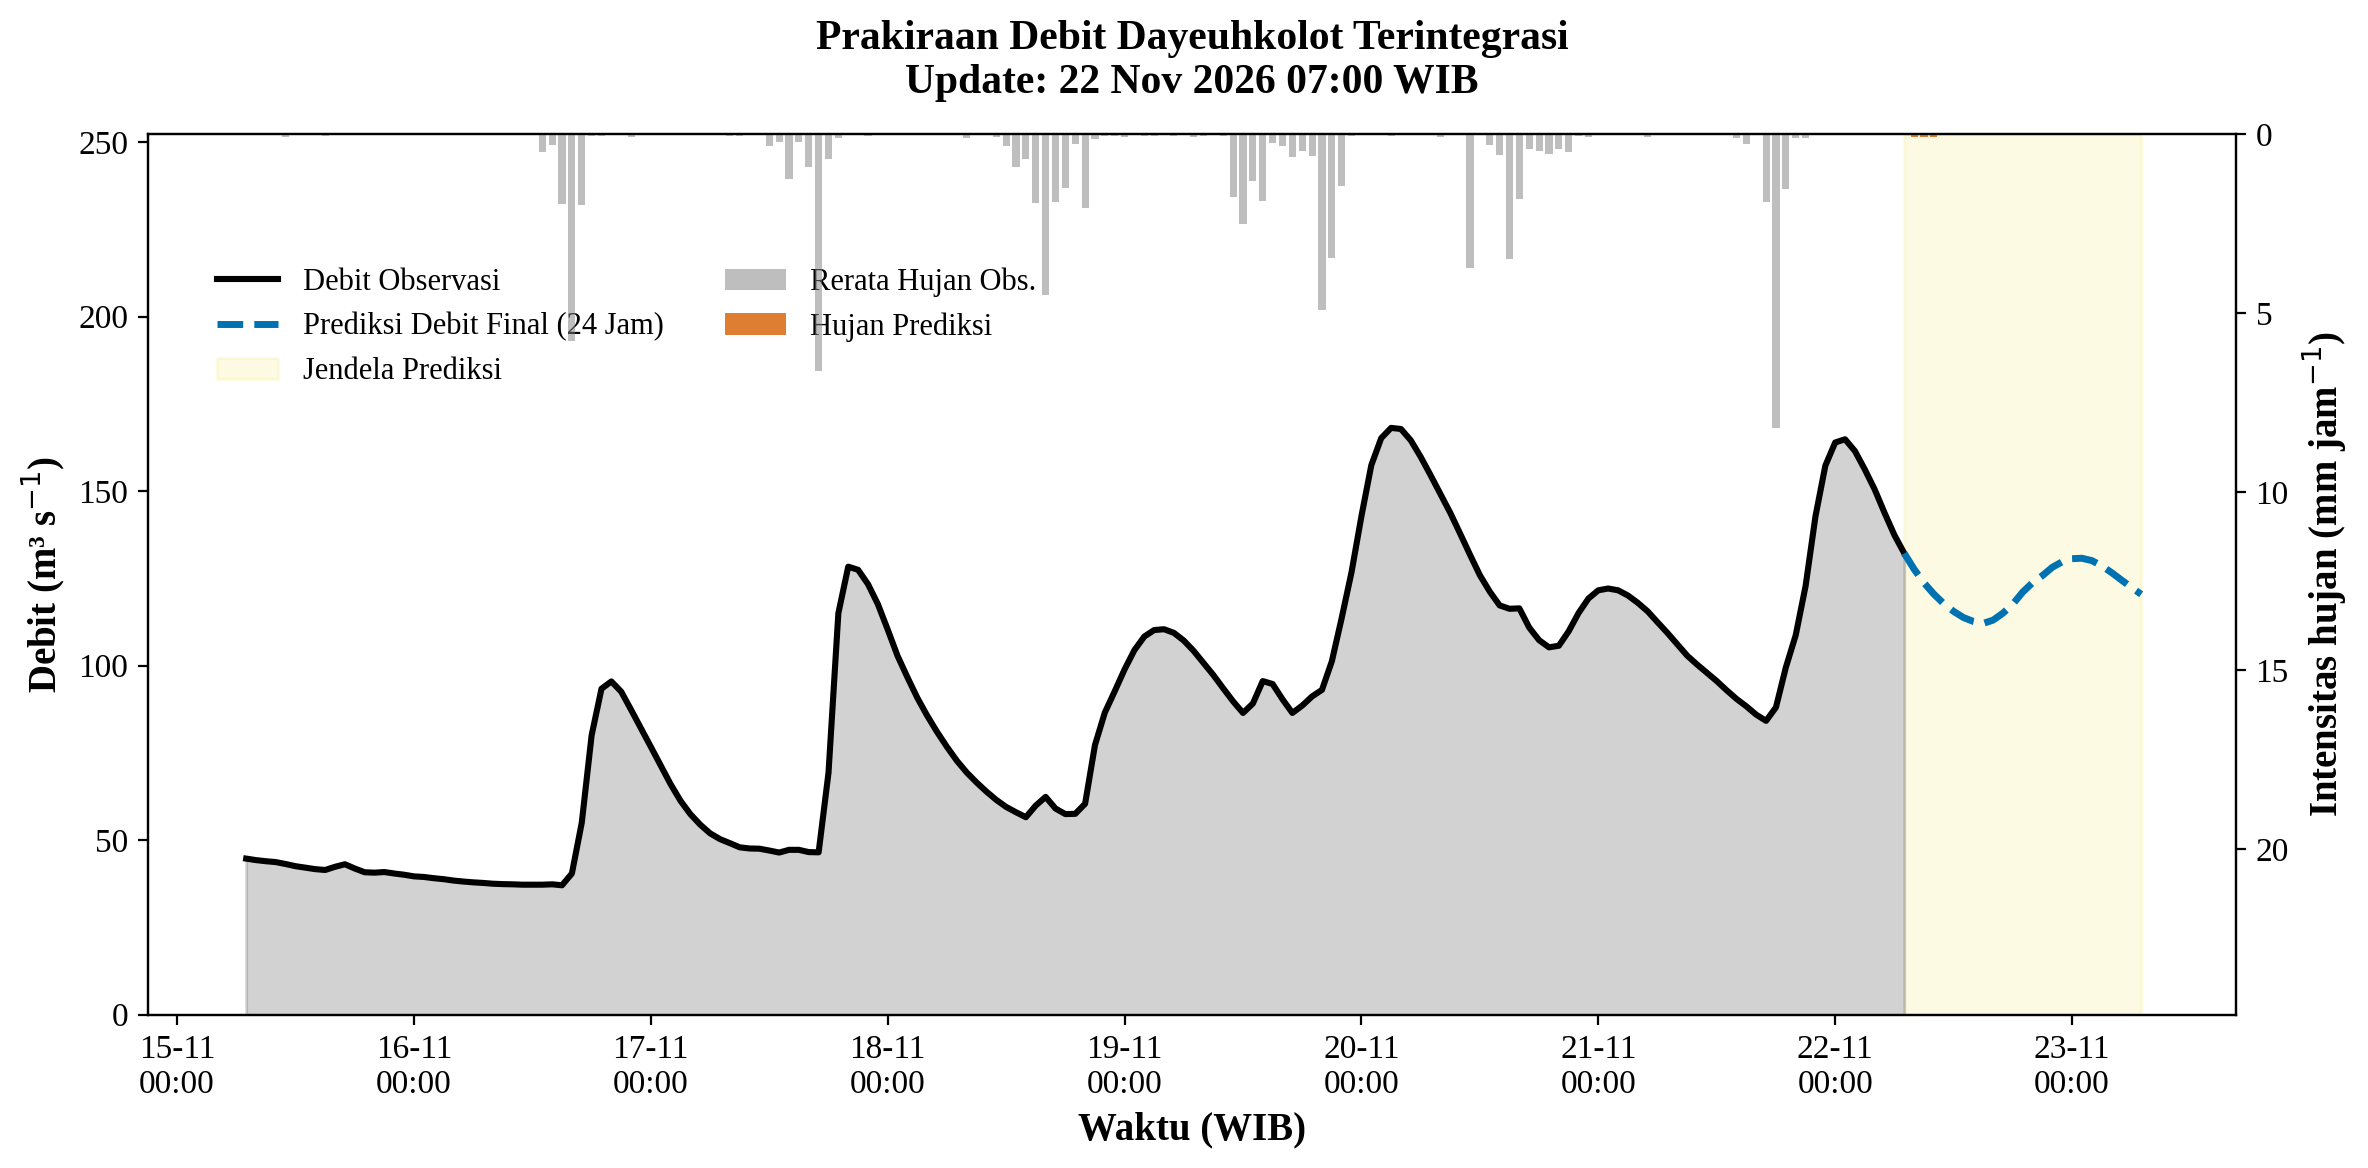 Prakiraan Debit Dayeuhkolot Terintegrasi
Update: 22 Nov 2026 07:00 WIB
Debit (m³ s⁻¹)
250
200
150
100
50
0
Debit Observasi
Prediksi Debit Final (24 Jam)
Jendela Prediksi
Rerata Hujan Obs.
Hujan Prediksi
0
5
10
15
20
Intensitas hujan (mm jam⁻¹)
15-11 16-11 17-11 18-11 19-11 20-11 21-11 22-11 23-11
00:00 00:00 00:00 00:00 00:00 00:00 00:00 00:00 00:00
Waktu (WIB)